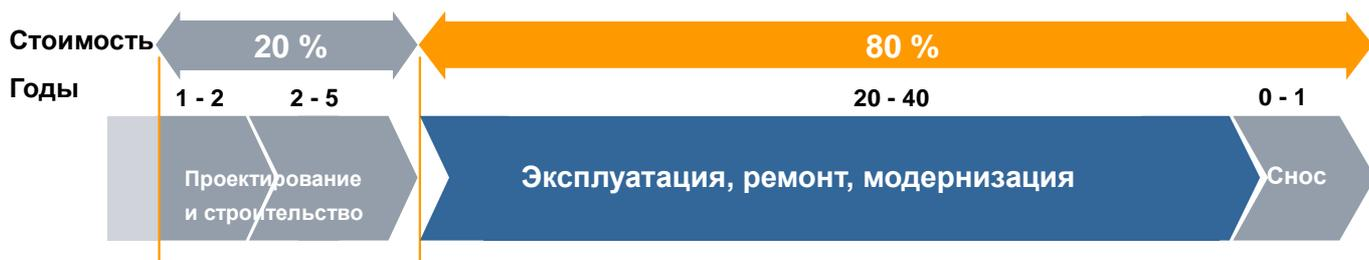 Стоимость 20 % 80 %
Годы 1 - 2 2 - 5 20 - 40 0 - 1
Проектирование
и строительство
Эксплуатация, ремонт, модернизация
Снос